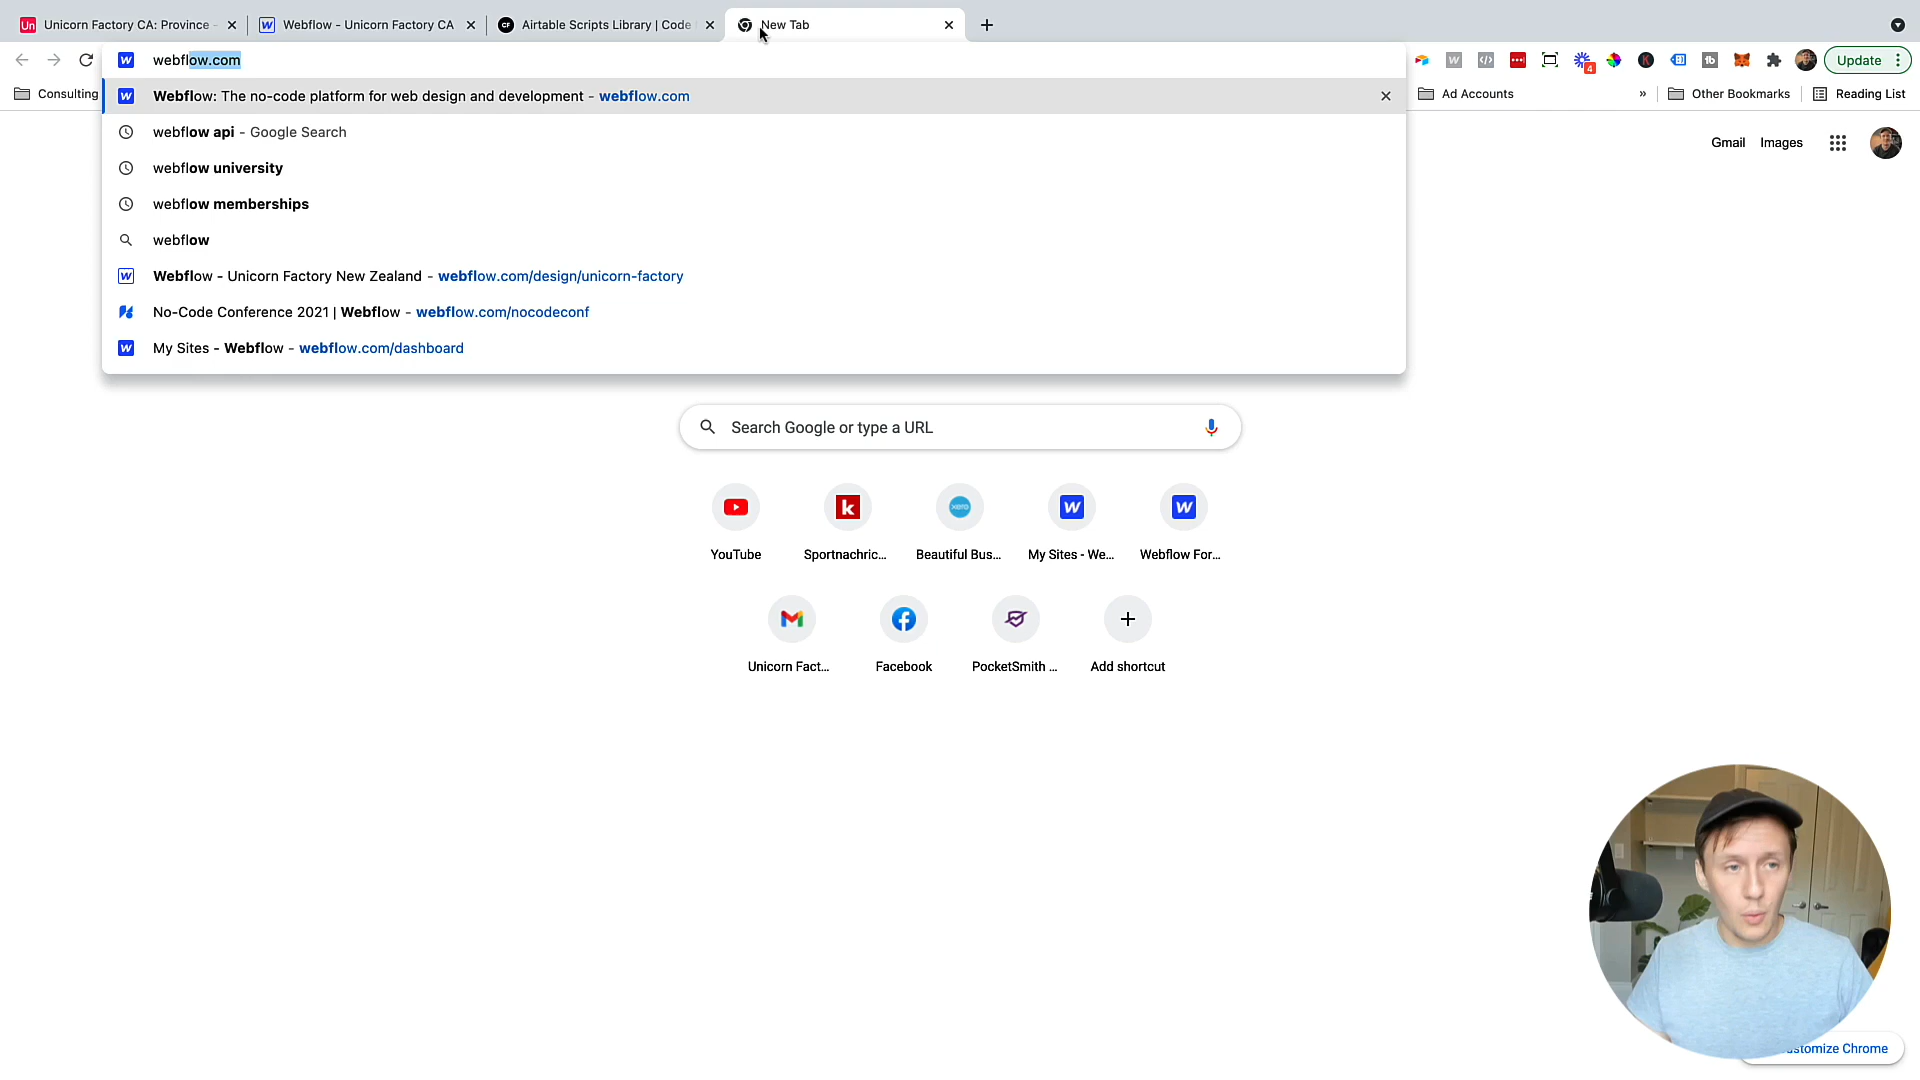 Unicorn Factory CA: Province -
Webflow - Unicorn Factory CA
Airtable Scripts Library | Code
New Tab
webflow.com
Update
Consulting
Webflow: The no-code platform for web design and development - webflow.com
Ad Accounts
»
Other Bookmarks
Reading List
webflow api - Google Search
Gmail
Images
webflow university
webflow memberships
webflow
Webflow - Unicorn Factory New Zealand - webflow.com/design/unicorn-factory
No-Code Conference 2021 | Webflow - webflow.com/nocodeconf
My Sites - Webflow - webflow.com/dashboard
Search Google or type a URL
YouTube
Sportnachric...
Beautiful Bus...
My Sites - We...
Webflow For...
Unicorn Fact...
Facebook
PocketSmith ...
Add shortcut
Chrome